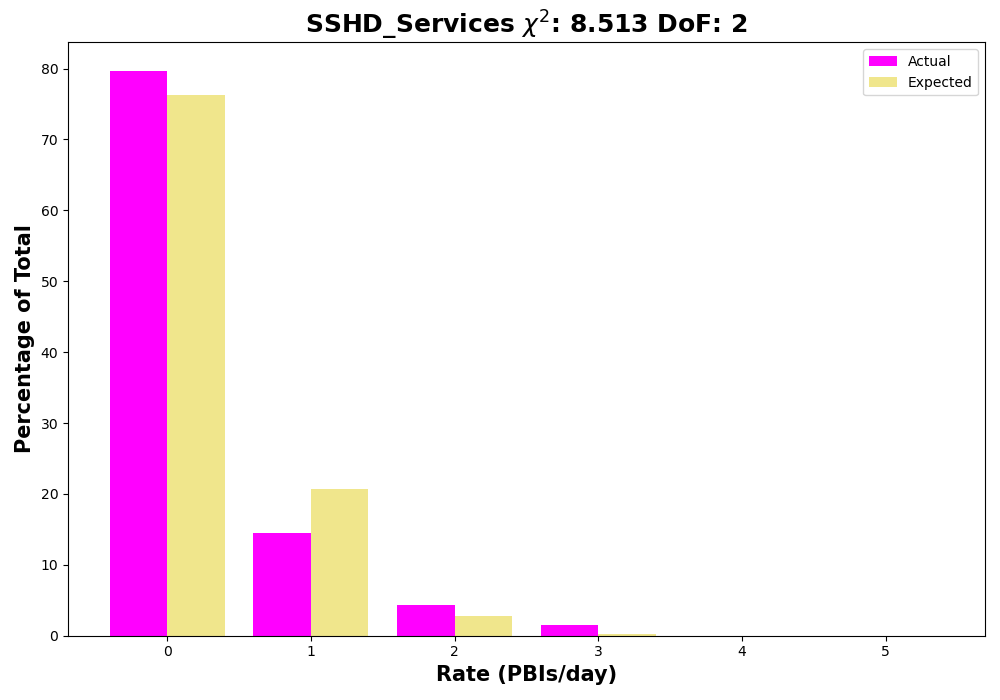 SSHD_Services χ²: 8.513 DoF: 2
Actual
Expected
Percentage of Total
80
70
60
50
40
30
20
10
0
0 1 2 3 4 5
Rate (PBIs/day)